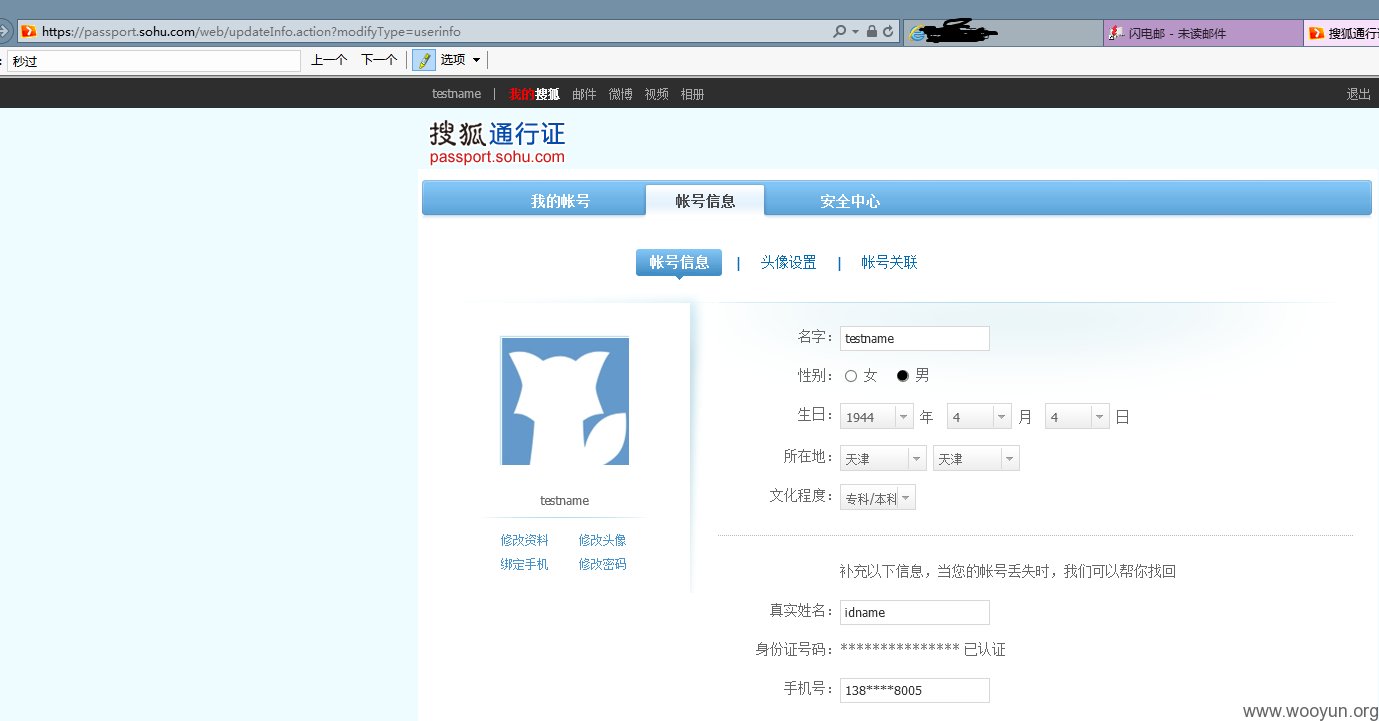 https://passport.sohu.com/web/updateInfo.action?modifyType=userinfo
闪电邮 - 未读邮件
搜狐通行
: 秒过 上一个 下一个 选项
testname | 我的搜狐 邮件 微博 视频 相册 退出
搜狐通行证
passport.sohu.com
我的帐号 帐号信息 安全中心
帐号信息 | 头像设置 | 帐号关联
名字: testname
性别: 女 男
生日: 1944 年 4 月 4 日
所在地: 天津 天津
文化程度: 专科/本科
testname
修改资料 修改头像
绑定手机 修改密码
补充以下信息，当您的帐号丢失时，我们可以帮你找回
真实姓名: idname
身份证号码: *************** 已认证
手机号: 138****8005
www.wooyun.org